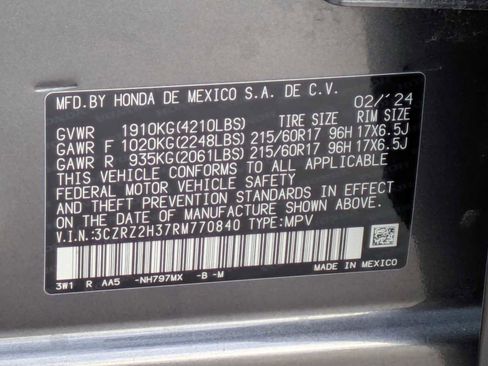 MFD.BY HONDA DE MEXICO S.A. DE C.V.
02/´24
GVWR 1910KG(4210LBS) TIRE SIZE RIM SIZE
GAWR F 1020KG(2248LBS) 215/60R17 96H 17X6.5J
GAWR R 935KG(2061LBS) 215/60R17 96H 17X6.5J
THIS VEHICLE CONFORMS TO ALL APPLICABLE
FEDERAL MOTOR VEHICLE SAFETY
AND THEFT PREVENTION STANDARDS IN EFFECT
ON THE DATE OF MANUFACTURE SHOWN ABOVE.
V.I.N:3CZRZ2H37RM770840 TYPE:MPV
3W1 R AA5 -NH797MX -B -M
MADE IN MEXICO